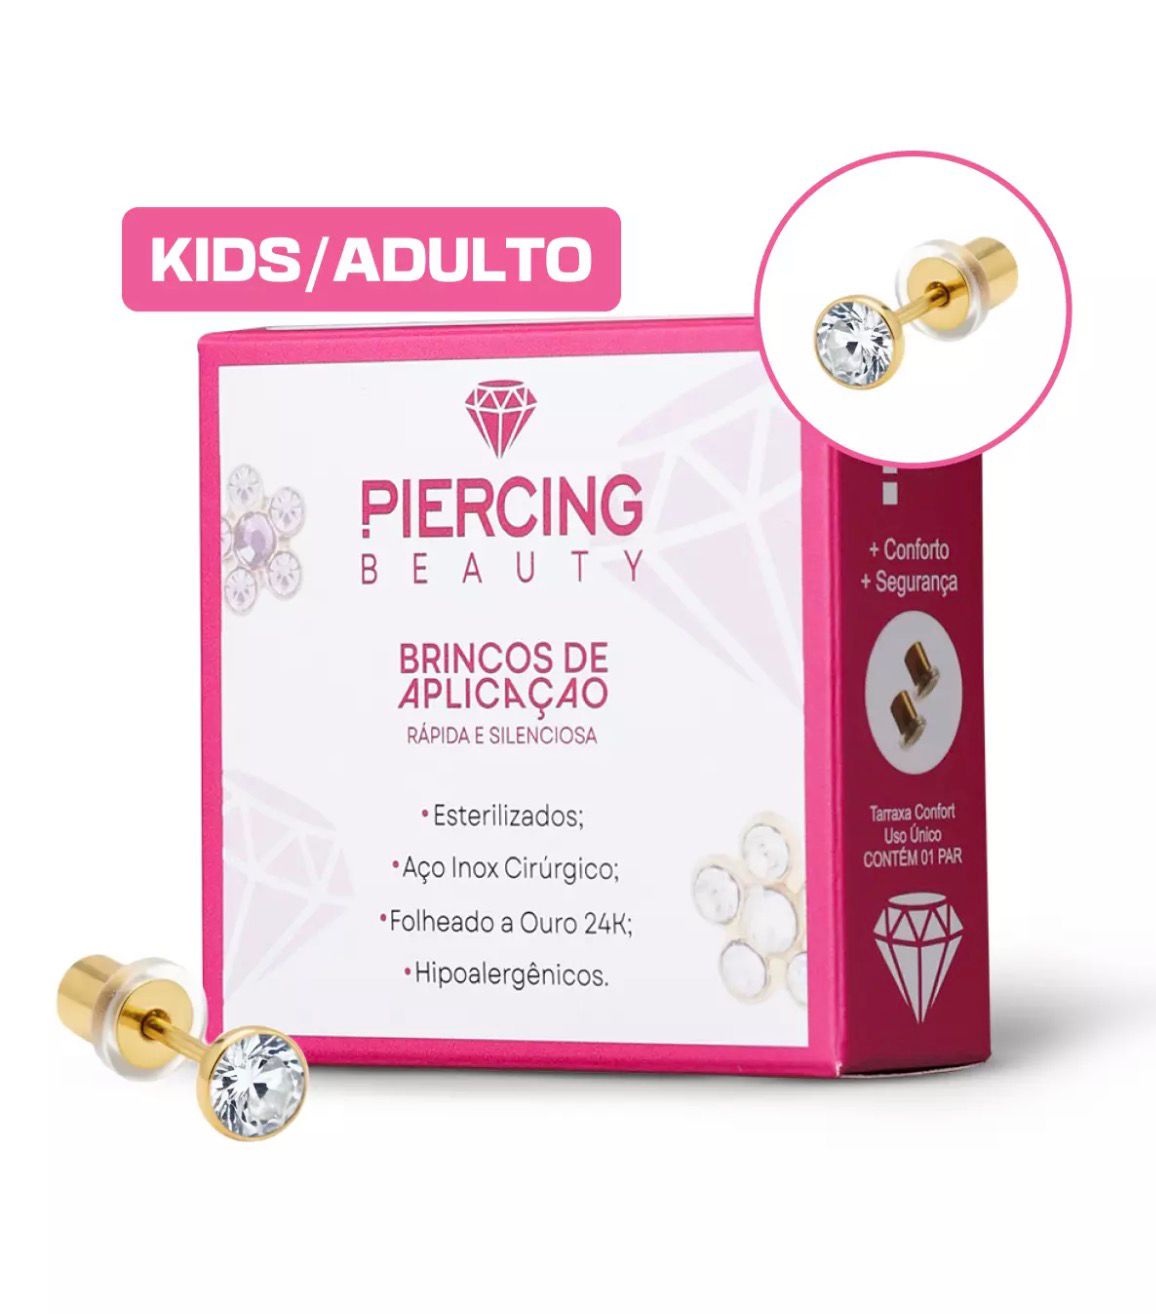 KIDS/ADULTO
PIERCING
BEAUTY
BRINCOS DE
APLICAÇAO
RÁPIDA E SILENCIOSA
•Esterilizados;
•Aço Inox Cirúrgico;
•Folheado a Ouro 24K;
•Hipoalergênicos.
+ Conforto
+ Segurança
Tarraxa Confort
Uso Único
CONTÉM 01 PAR